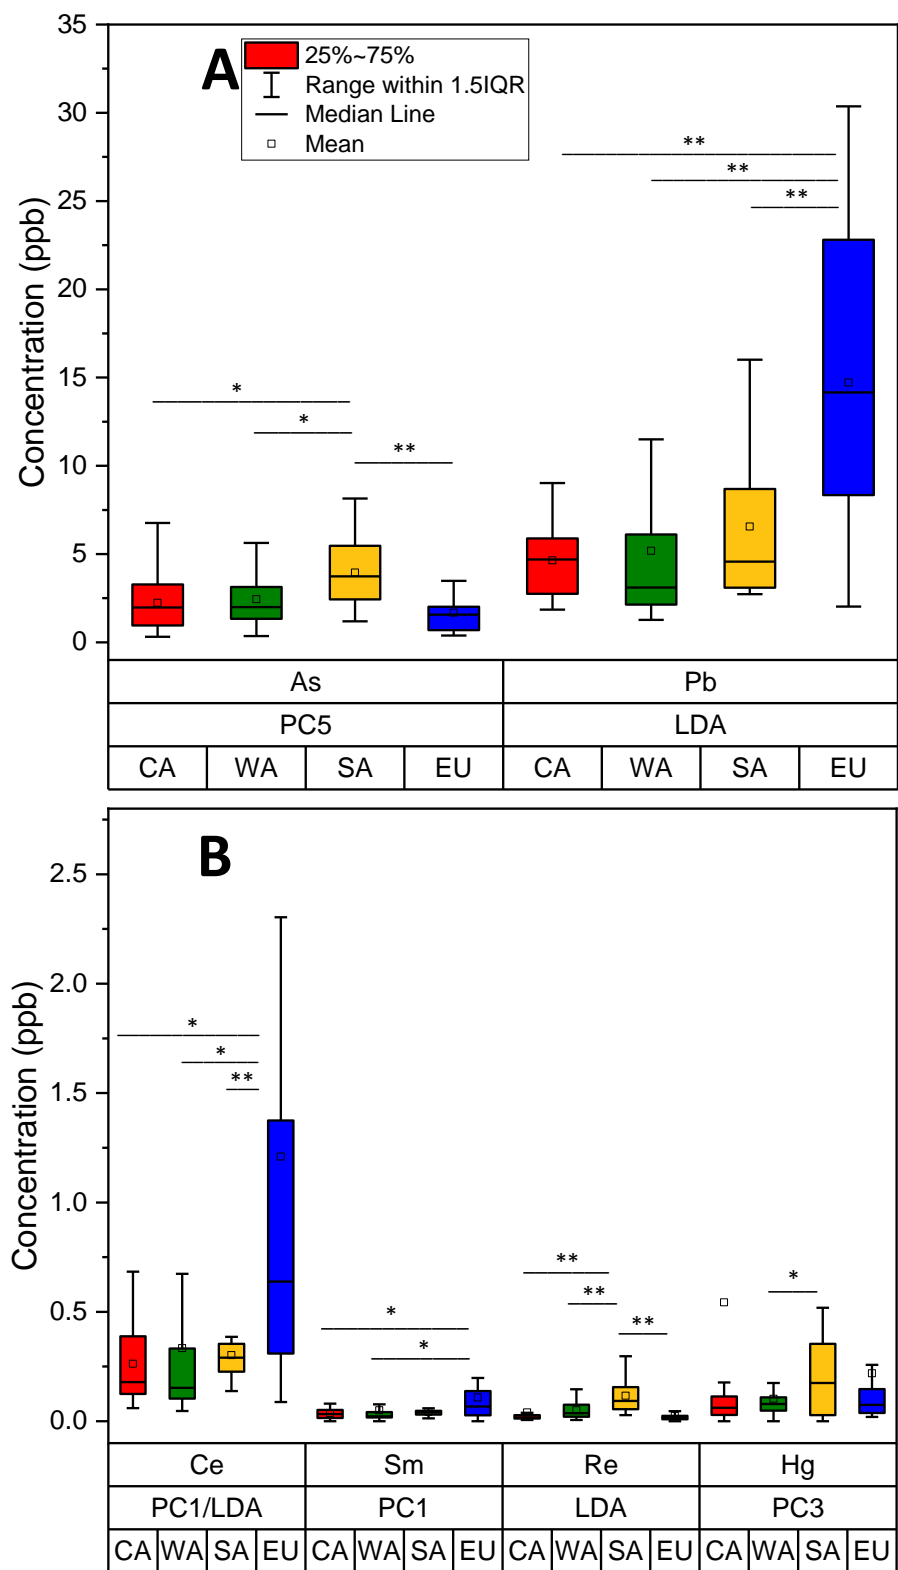 A
25%~75%
Range within 1.5IQR
Median Line
Mean
35
30
25
20
15
10
5
0
Concentration (ppb)
** 
**
**
*
*
**
As Pb
PC5 LDA
CA WA SA EU CA WA SA EU
B
2.5
2.0
1.5
1.0
0.5
0.0
Concentration (ppb)
*
*
**
**
*
**
*
**
*
Ce Sm Re Hg
PC1/LDA PC1 LDA PC3
CA WA SA EU CA WA SA EU CA WA SA EU CA WA SA EU